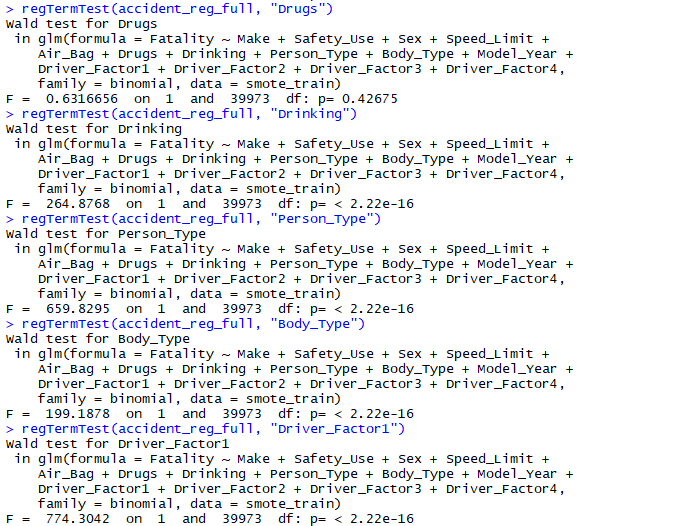 > regTermTest(accident_reg_full, "Drugs")
Wald test for Drugs
 in glm(formula = Fatality ~ Make + Safety_Use + Sex + Speed_Limit +
    Air_Bag + Drugs + Drinking + Person_Type + Body_Type + Model_Year +
    Driver_Factor1 + Driver_Factor2 + Driver_Factor3 + Driver_Factor4,
    family = binomial, data = smote_train)
F =  0.6316656  on  1  and  39973  df: p= 0.42675
> regTermTest(accident_reg_full, "Drinking")
Wald test for Drinking
 in glm(formula = Fatality ~ Make + Safety_Use + Sex + Speed_Limit +
    Air_Bag + Drugs + Drinking + Person_Type + Body_Type + Model_Year +
    Driver_Factor1 + Driver_Factor2 + Driver_Factor3 + Driver_Factor4,
    family = binomial, data = smote_train)
F =  264.8768  on  1  and  39973  df: p= < 2.22e-16
> regTermTest(accident_reg_full, "Person_Type")
Wald test for Person_Type
 in glm(formula = Fatality ~ Make + Safety_Use + Sex + Speed_Limit +
    Air_Bag + Drugs + Drinking + Person_Type + Body_Type + Model_Year +
    Driver_Factor1 + Driver_Factor2 + Driver_Factor3 + Driver_Factor4,
    family = binomial, data = smote_train)
F =  659.8295  on  1  and  39973  df: p= < 2.22e-16
> regTermTest(accident_reg_full, "Body_Type")
Wald test for Body_Type
 in glm(formula = Fatality ~ Make + Safety_Use + Sex + Speed_Limit +
    Air_Bag + Drugs + Drinking + Person_Type + Body_Type + Model_Year +
    Driver_Factor1 + Driver_Factor2 + Driver_Factor3 + Driver_Factor4,
    family = binomial, data = smote_train)
F =  199.1878  on  1  and  39973  df: p= < 2.22e-16
> regTermTest(accident_reg_full, "Driver_Factor1")
Wald test for Driver_Factor1
 in glm(formula = Fatality ~ Make + Safety_Use + Sex + Speed_Limit +
    Air_Bag + Drugs + Drinking + Person_Type + Body_Type + Model_Year +
    Driver_Factor1 + Driver_Factor2 + Driver_Factor3 + Driver_Factor4,
    family = binomial, data = smote_train)
F =  774.3042  on  1  and  39973  df: p= < 2.22e-16